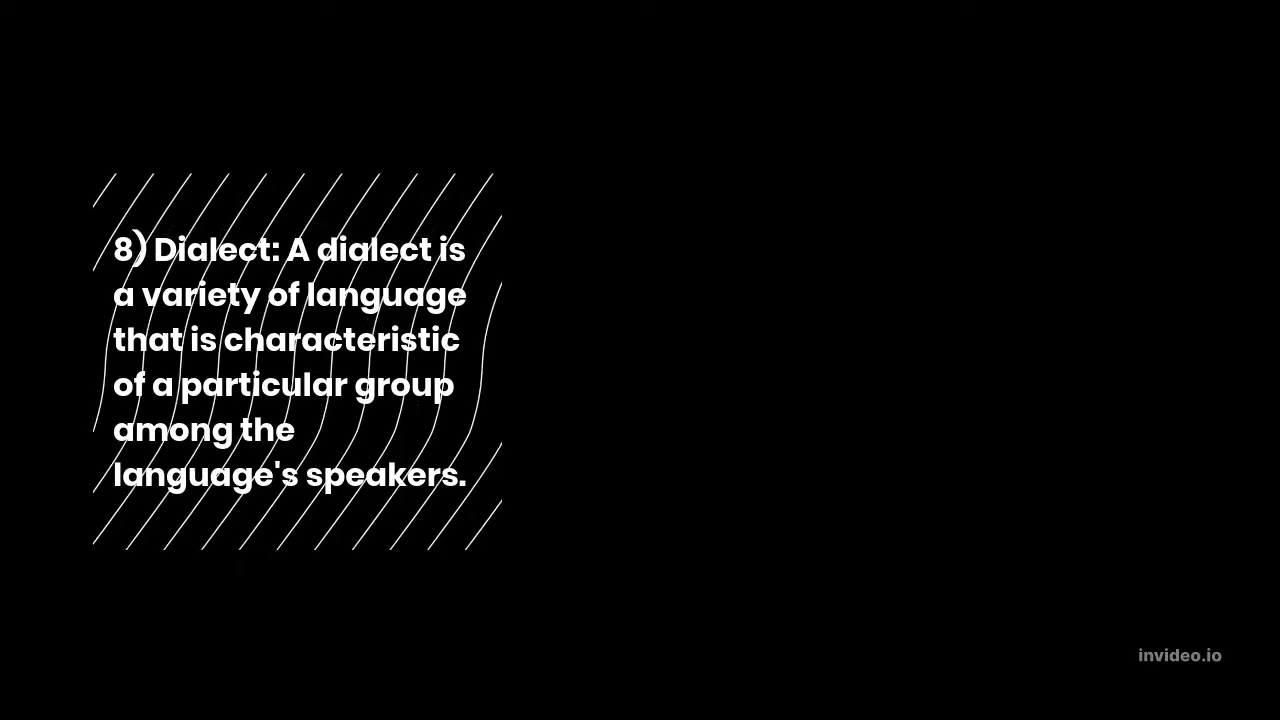 8) Dialect: A dialect is
a variety of language
that is characteristic
of a particular group
among the
language's speakers.
invideo.io